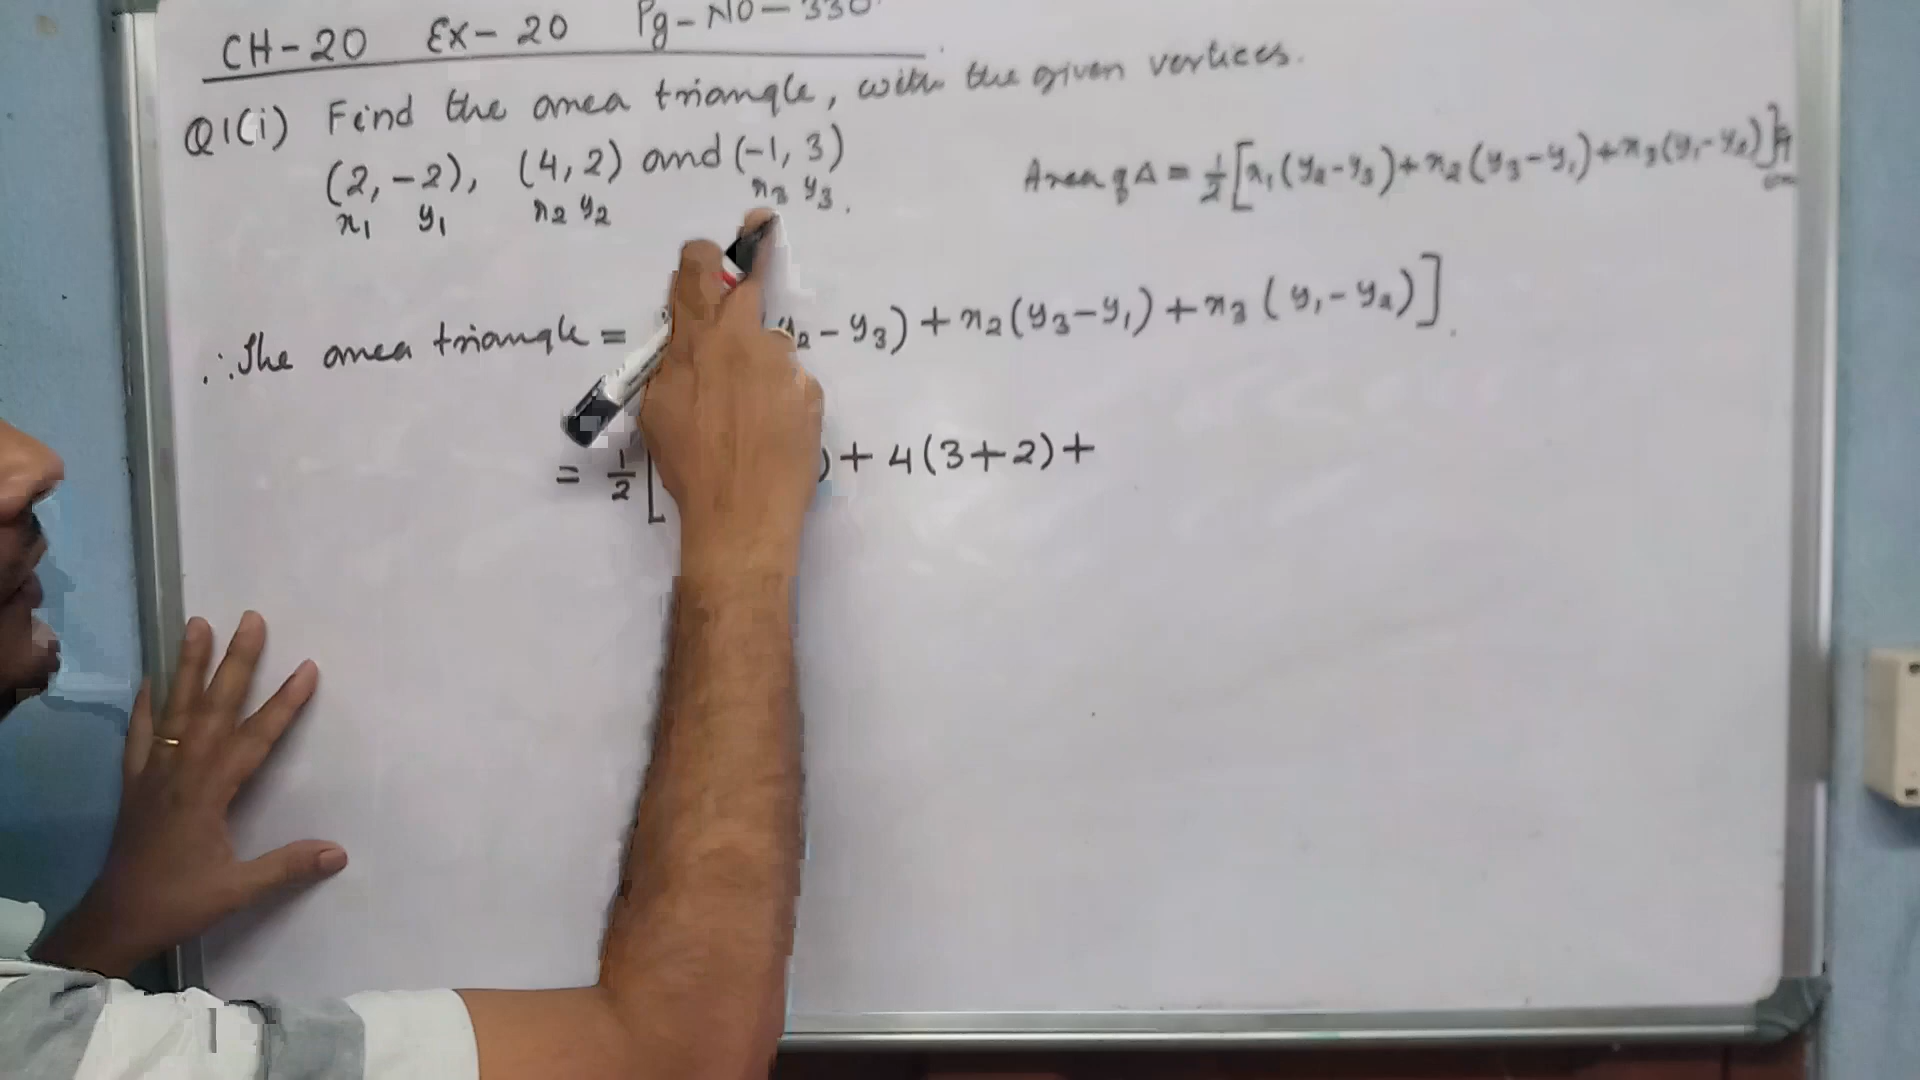 CH-20 Ex-20 Pg-No-330
Q1(i) Find the area triangle, with the given vertices.
(2,-2), (4,2) and (-1,3)
x₁ y₁ x₂ y₂ x₃ y₃.
Area of Δ = 1/2 [x₁(y₂-y₃)+x₂(y₃-y₁)+x₃(y₁-y₂)]
∴ The area triangle = y₂-y₃)+x₂(y₃-y₁)+x₃(y₁-y₂)].
= 1/2 [ )+4(3+2)+